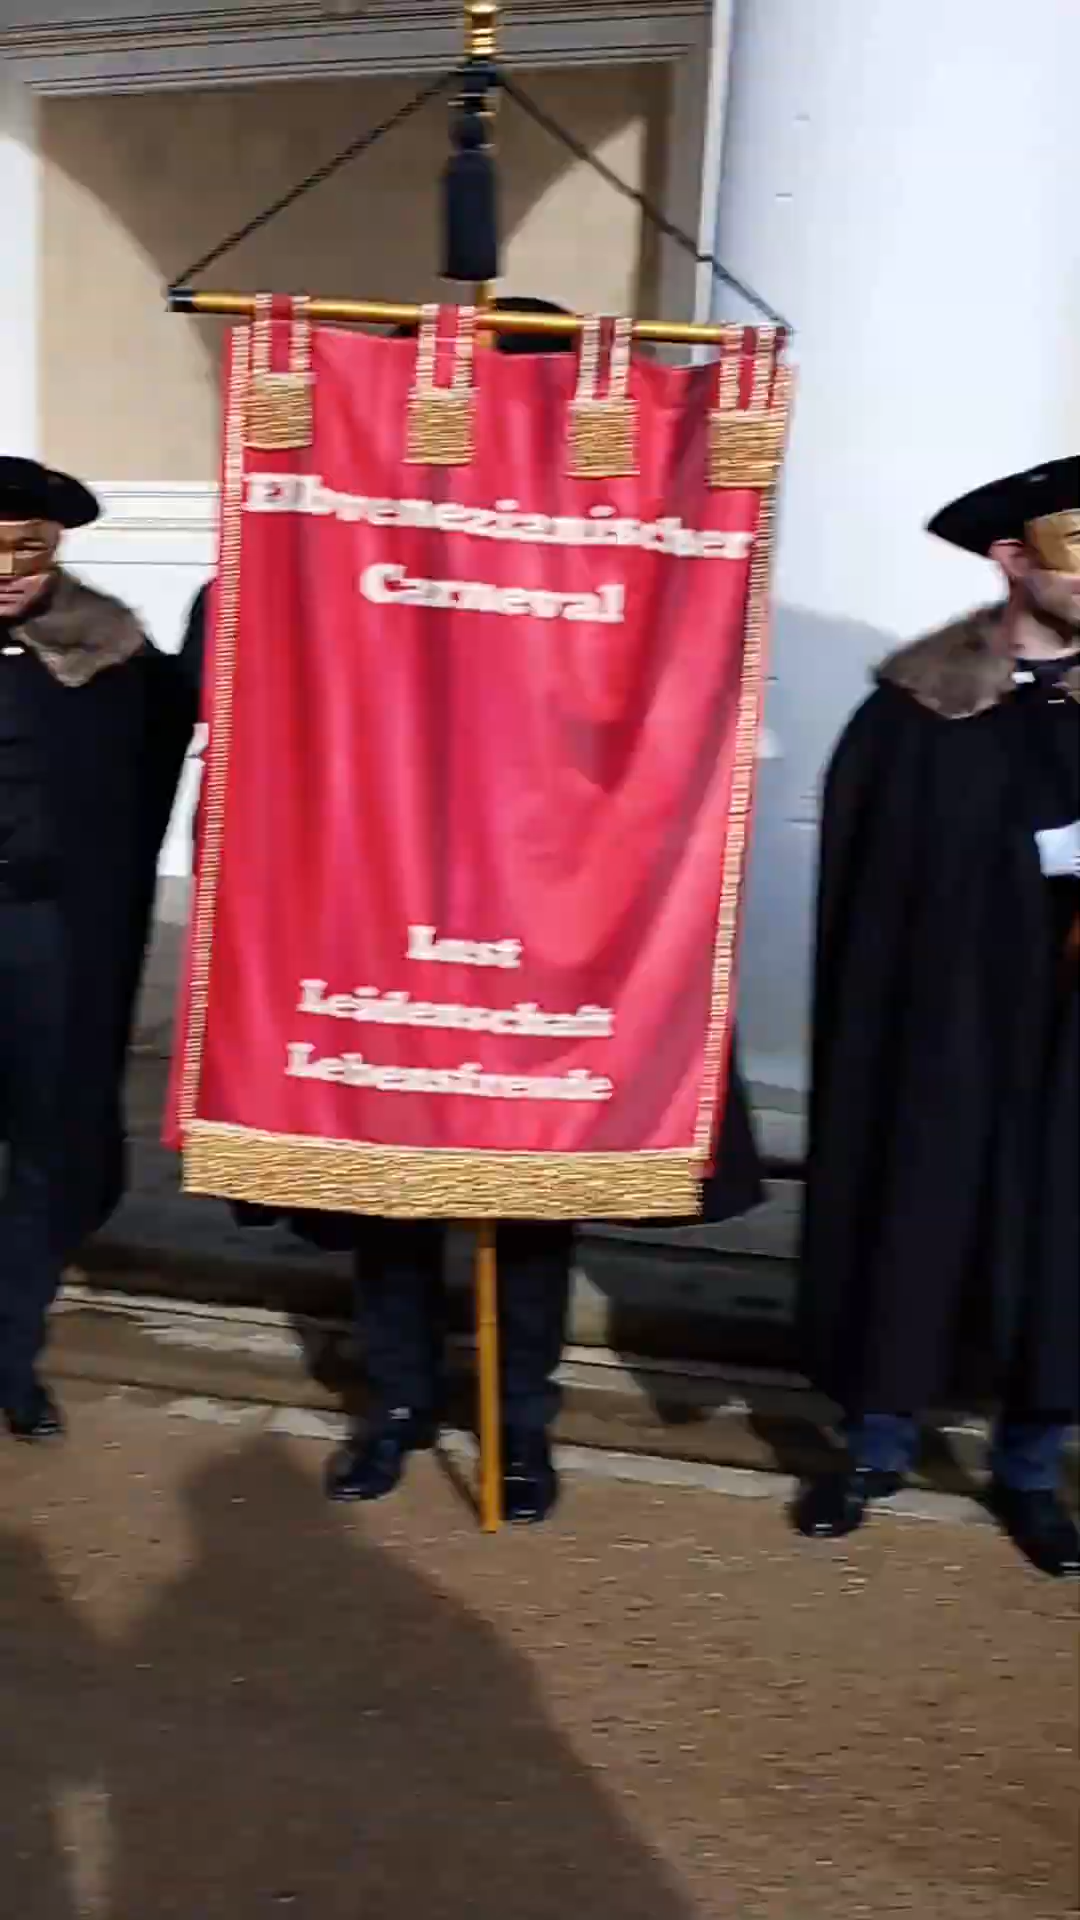 Elbvenezianischer
Carneval
Lust
Leidenschaft
Lebensfreude